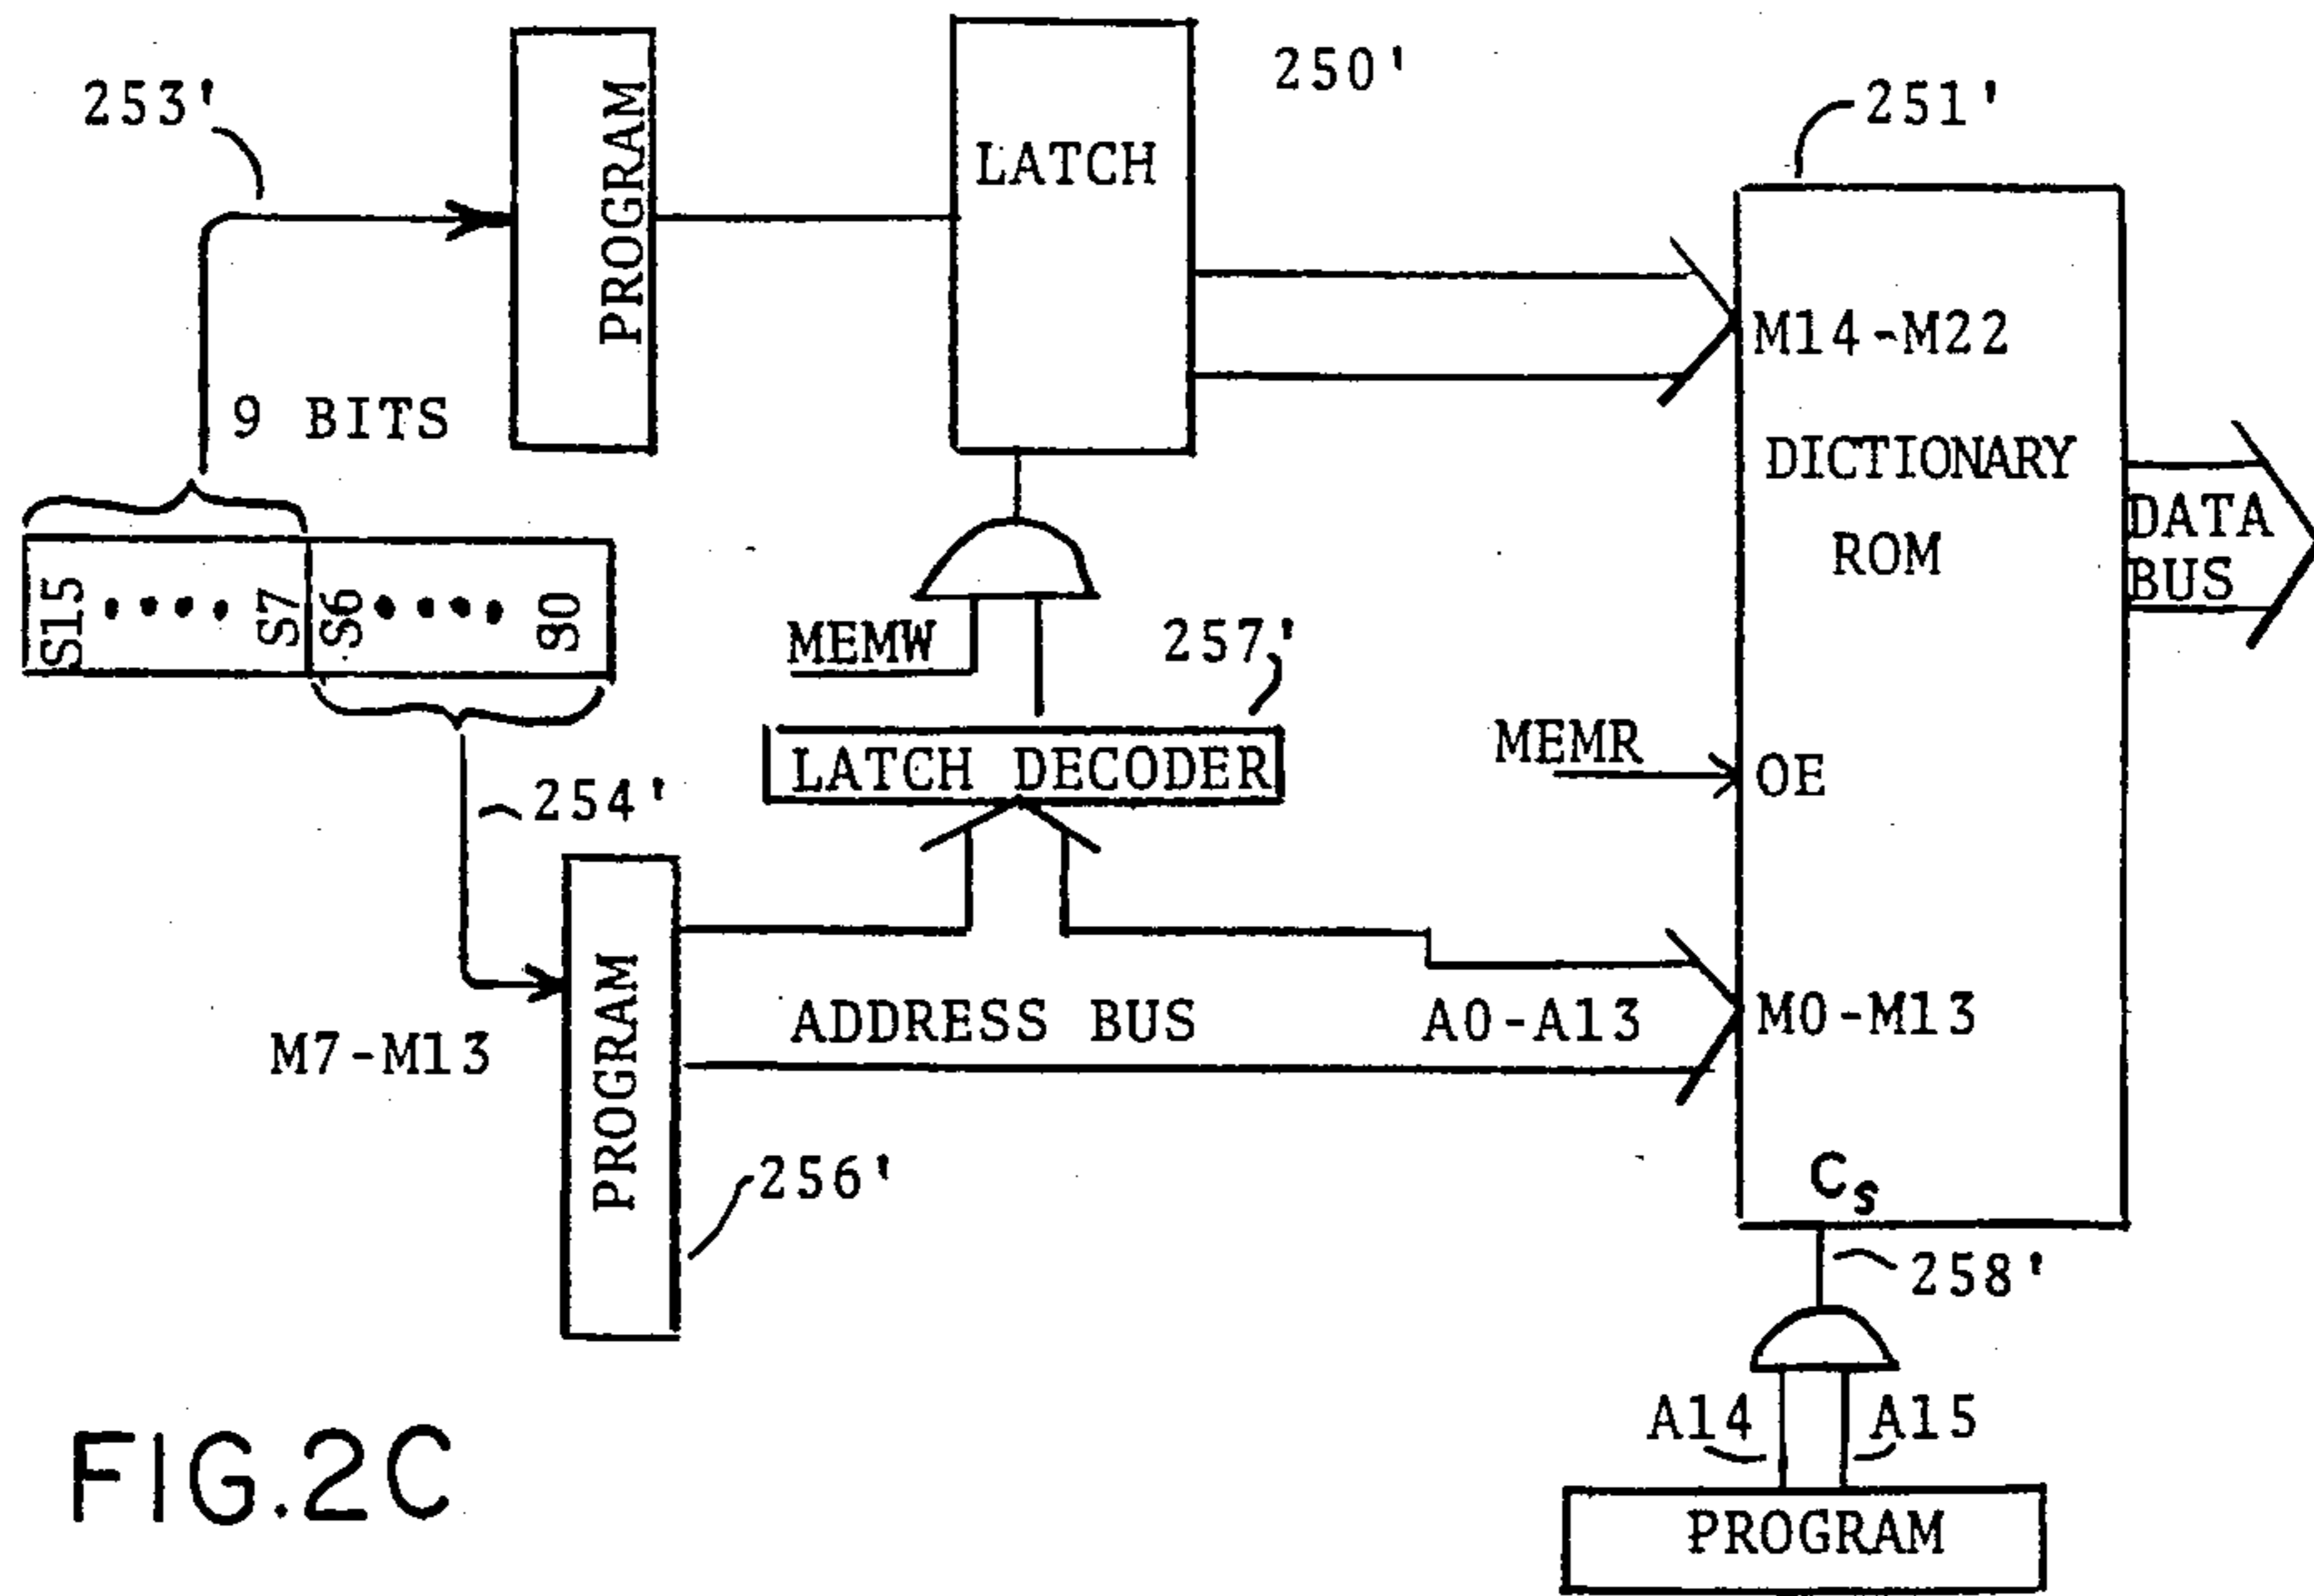 253'
PROGRAM
LATCH
250'
251'
9 BITS
M14-M22
DICTIONARY
ROM
DATA
BUS
S15 •••• S7 S6 •••• S0
MEMW
257'
LATCH DECODER
MEMR
OE
254'
PROGRAM
ADDRESS BUS
A0-A13
M0-M13
M7-M13
256'
Cs
258'
A14
A15
PROGRAM
FIG.2C